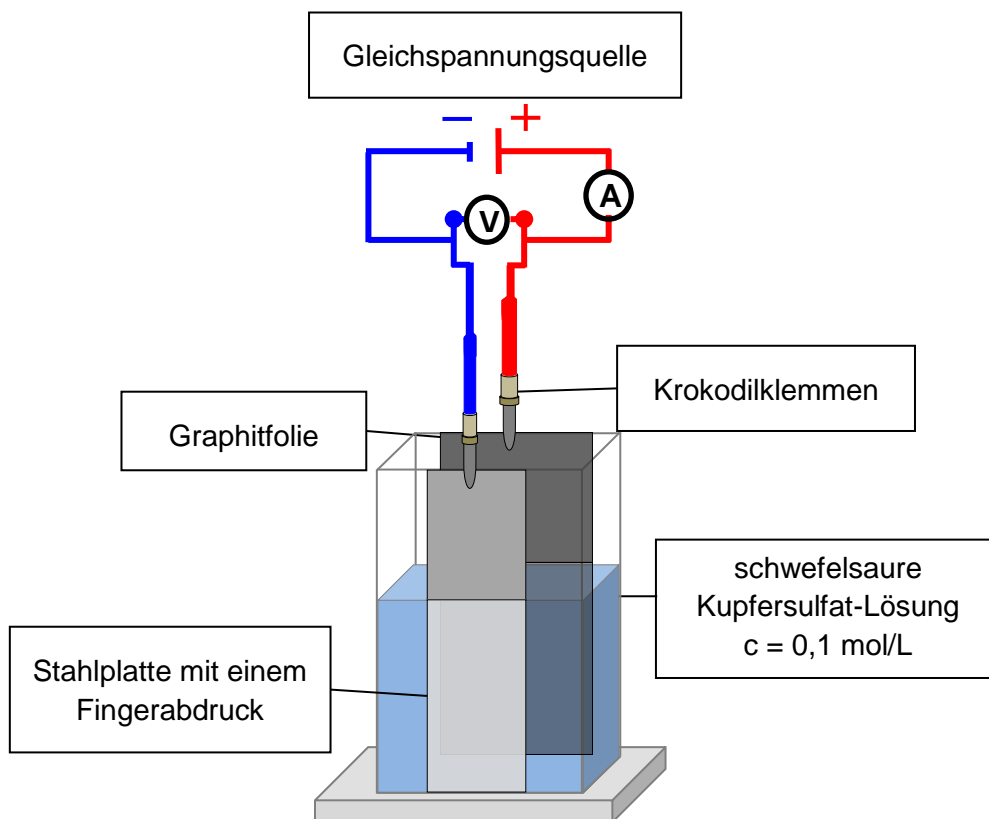 Gleichspannungsquelle
− +
A
V
Krokodilklemmen
Graphitfolie
schwefelsaure
Kupfersulfat-Lösung
c = 0,1 mol/L
Stahlplatte mit einem
Fingerabdruck